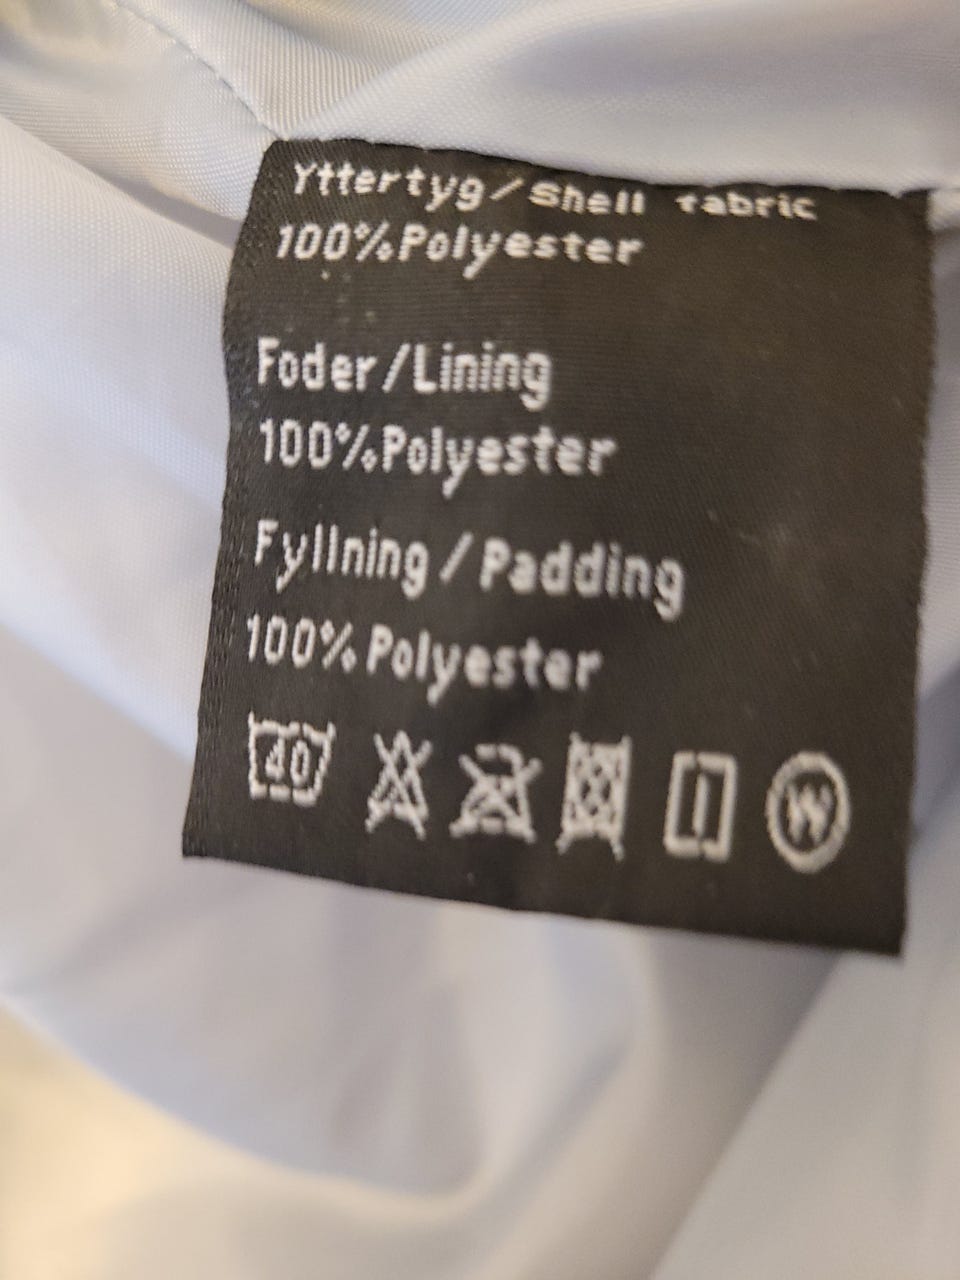 Yttertyg/Shell fabric
100%Polyester
Foder/Lining
100%Polyester
Fyllning/Padding
100%Polyester
40 W